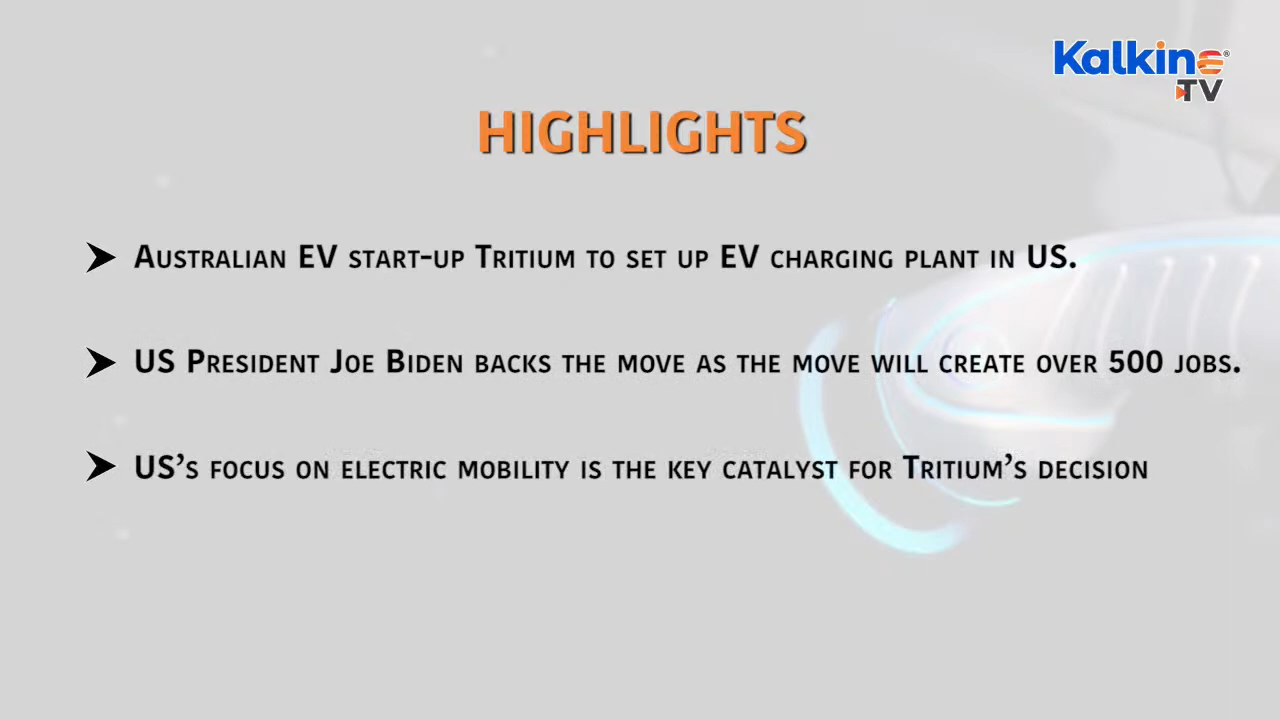 Kalkine®
TV
HIGHLIGHTS
Australian EV start-up Tritium to set up EV charging plant in US.
US President Joe Biden backs the move as the move will create over 500 jobs.
US’s focus on electric mobility is the key catalyst for Tritium’s decision